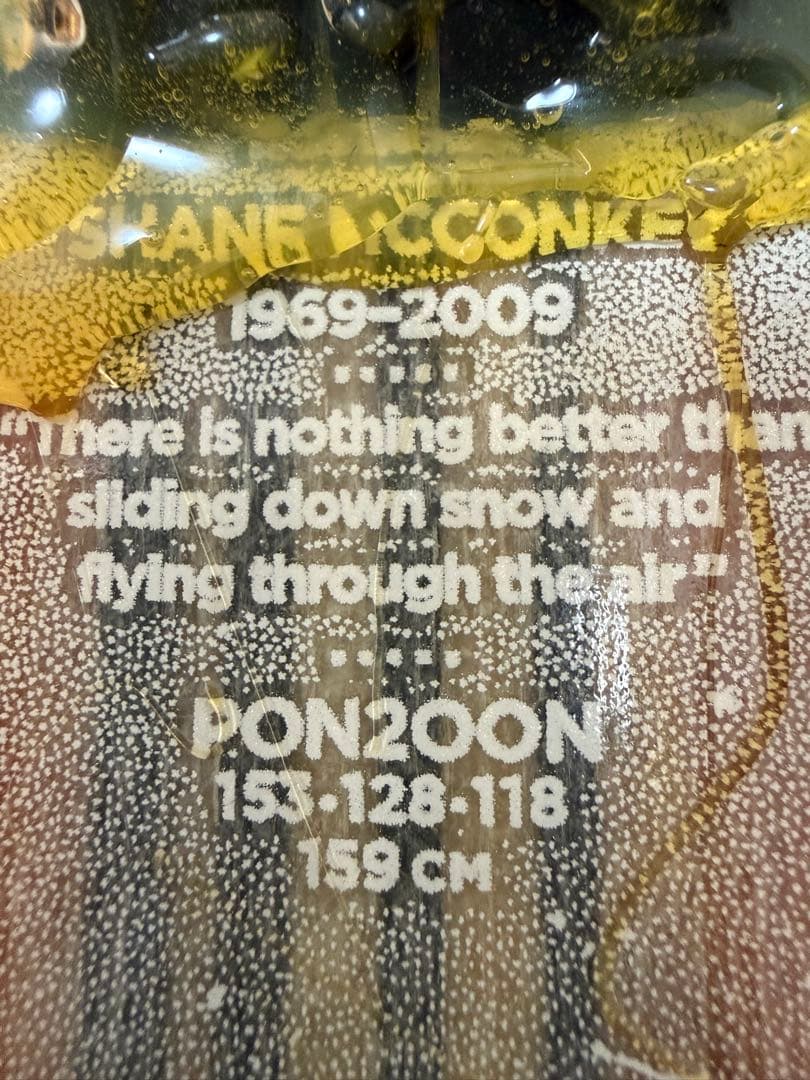 SHANE McCONKEY
1969-2009
"There is nothing better than
sliding down snow and
flying through the air"
PON2OON
153•128•118
159 CM